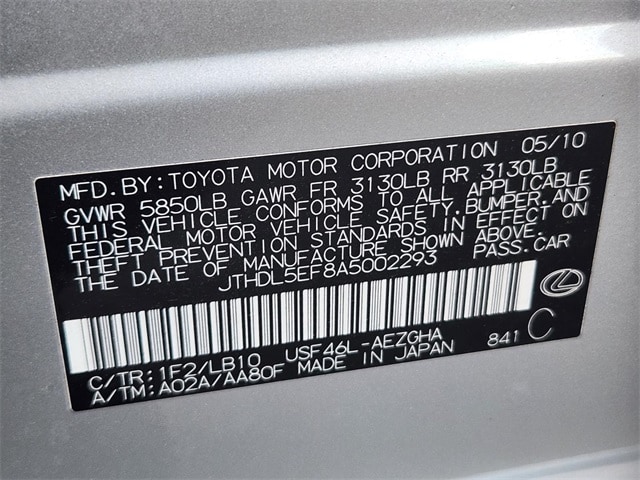 MFD. BY: TOYOTA MOTOR CORPORATION 05/10
GVWR 5850LB GAWR FR 3130LB RR 3130LB
THIS VEHICLE CONFORMS TO ALL APPLICABLE
FEDERAL MOTOR VEHICLE SAFETY, BUMPER, AND
THEFT PREVENTION STANDARDS IN EFFECT ON
THE DATE OF MANUFACTURE SHOWN ABOVE.
JTHDL5EF8A5002293 PASS. CAR
C/TR: 1F2/LB10 USF46L-AEZGHA 841 C
A/TM: A02A/AA80F MADE IN JAPAN